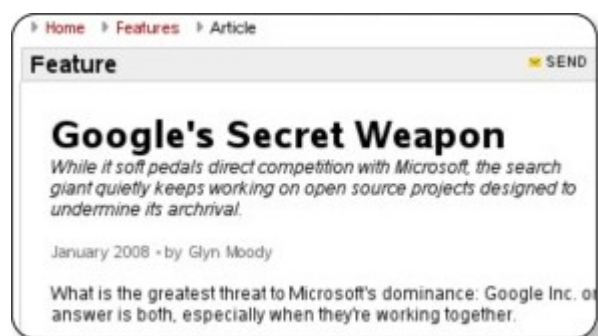 Home Features Article
Feature SEND
Google's Secret Weapon
While it soft pedals direct competition with Microsoft, the search
giant quietly keeps working on open source projects designed to
undermine its archrival.
January 2008 - by Glyn Moody
What is the greatest threat to Microsoft's dominance: Google Inc. or
answer is both, especially when they're working together.